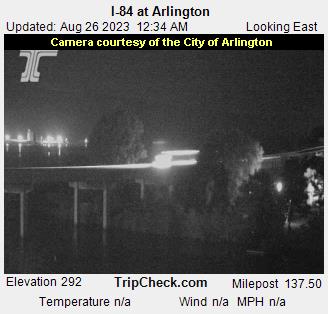 I-84 at Arlington
Updated: Aug 26 2023 12:34 AM Looking East
Camera courtesy of the City of Arlington
Elevation 292 TripCheck.com Milepost 137.50
Temperature n/a Wind n/a MPH n/a